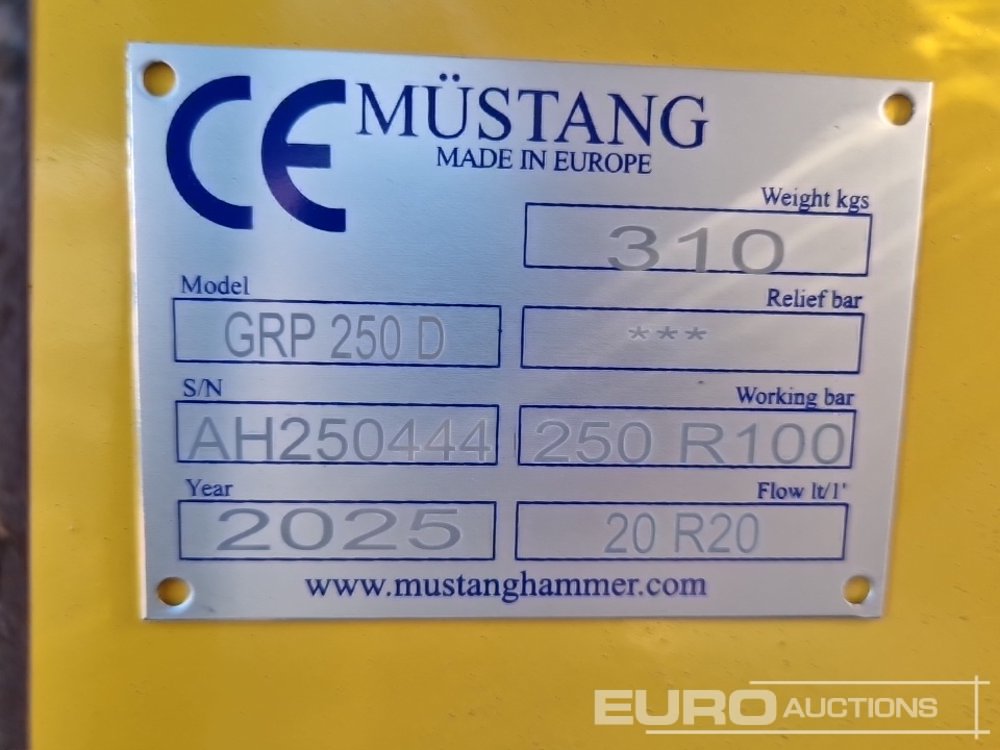 CE MÜSTANG
MADE IN EUROPE
Weight kgs
310
Model
GRP 250 D
Relief bar
***
S/N
AH250444
Working bar
250 R100
Year
2025
Flow lt/1'
20 R20
www.mustanghammer.com
EURO AUCTIONS